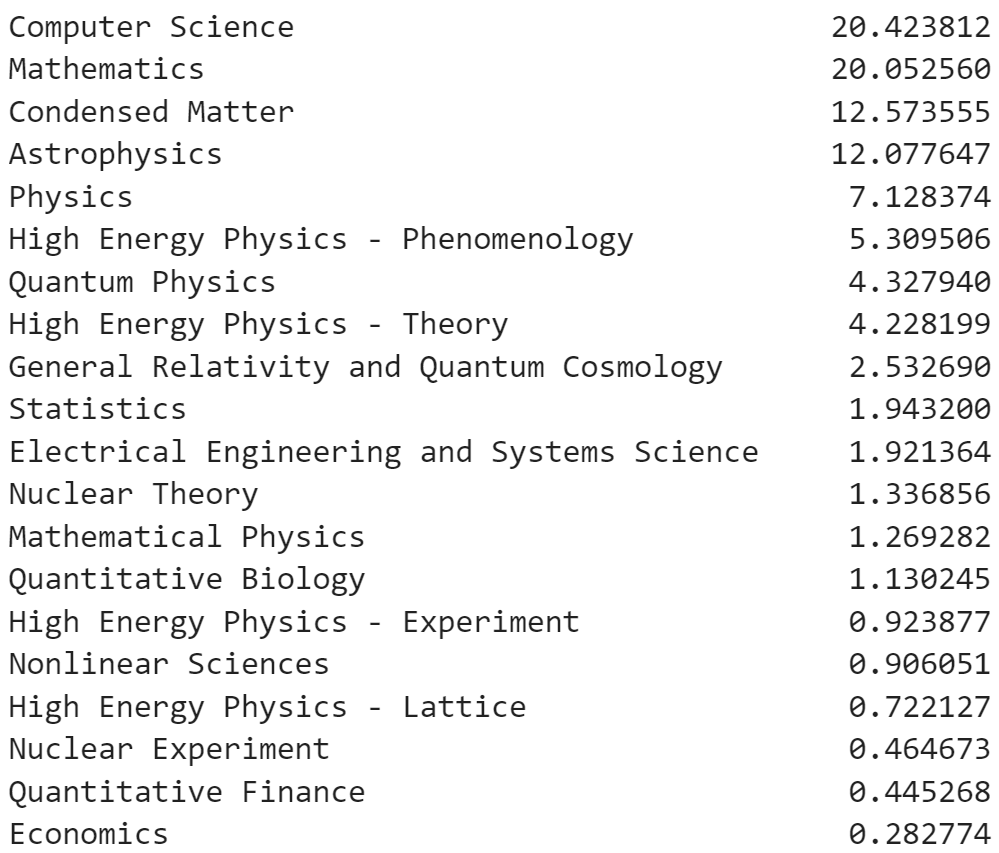 Computer Science 20.423812
Mathematics 20.052560
Condensed Matter 12.573555
Astrophysics 12.077647
Physics 7.128374
High Energy Physics - Phenomenology 5.309506
Quantum Physics 4.327940
High Energy Physics - Theory 4.228199
General Relativity and Quantum Cosmology 2.532690
Statistics 1.943200
Electrical Engineering and Systems Science 1.921364
Nuclear Theory 1.336856
Mathematical Physics 1.269282
Quantitative Biology 1.130245
High Energy Physics - Experiment 0.923877
Nonlinear Sciences 0.906051
High Energy Physics - Lattice 0.722127
Nuclear Experiment 0.464673
Quantitative Finance 0.445268
Economics 0.282774